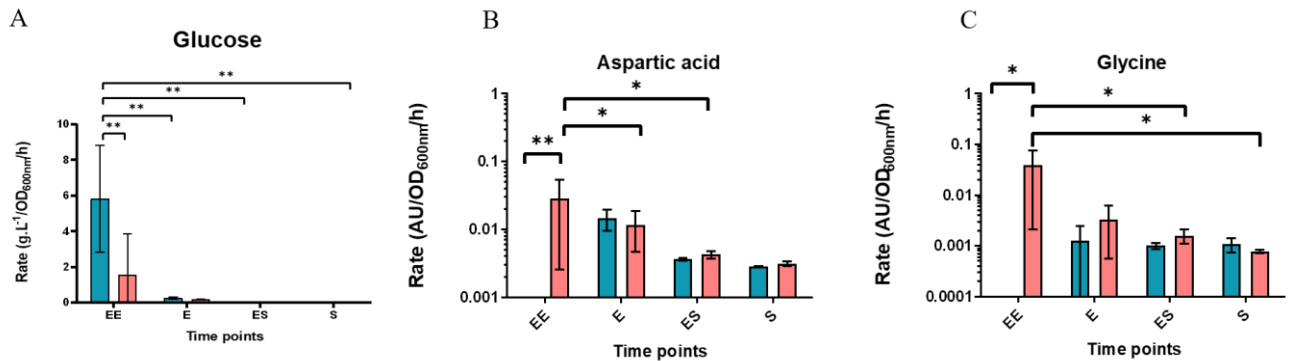 A
Glucose
**
**
**
**
10
8
6
4
2
0
Rate (g.L-1/OD600nm/h)
EE
E
ES
S
Time points
B
Aspartic acid
*
*
**
1
0.1
0.01
0.001
Rate (AU/OD600nm/h)
EE
E
ES
S
Time points
C
Glycine
*
*
*
1
0.1
0.01
0.001
0.0001
Rate (AU/OD600nm/h)
EE
E
ES
S
Time points